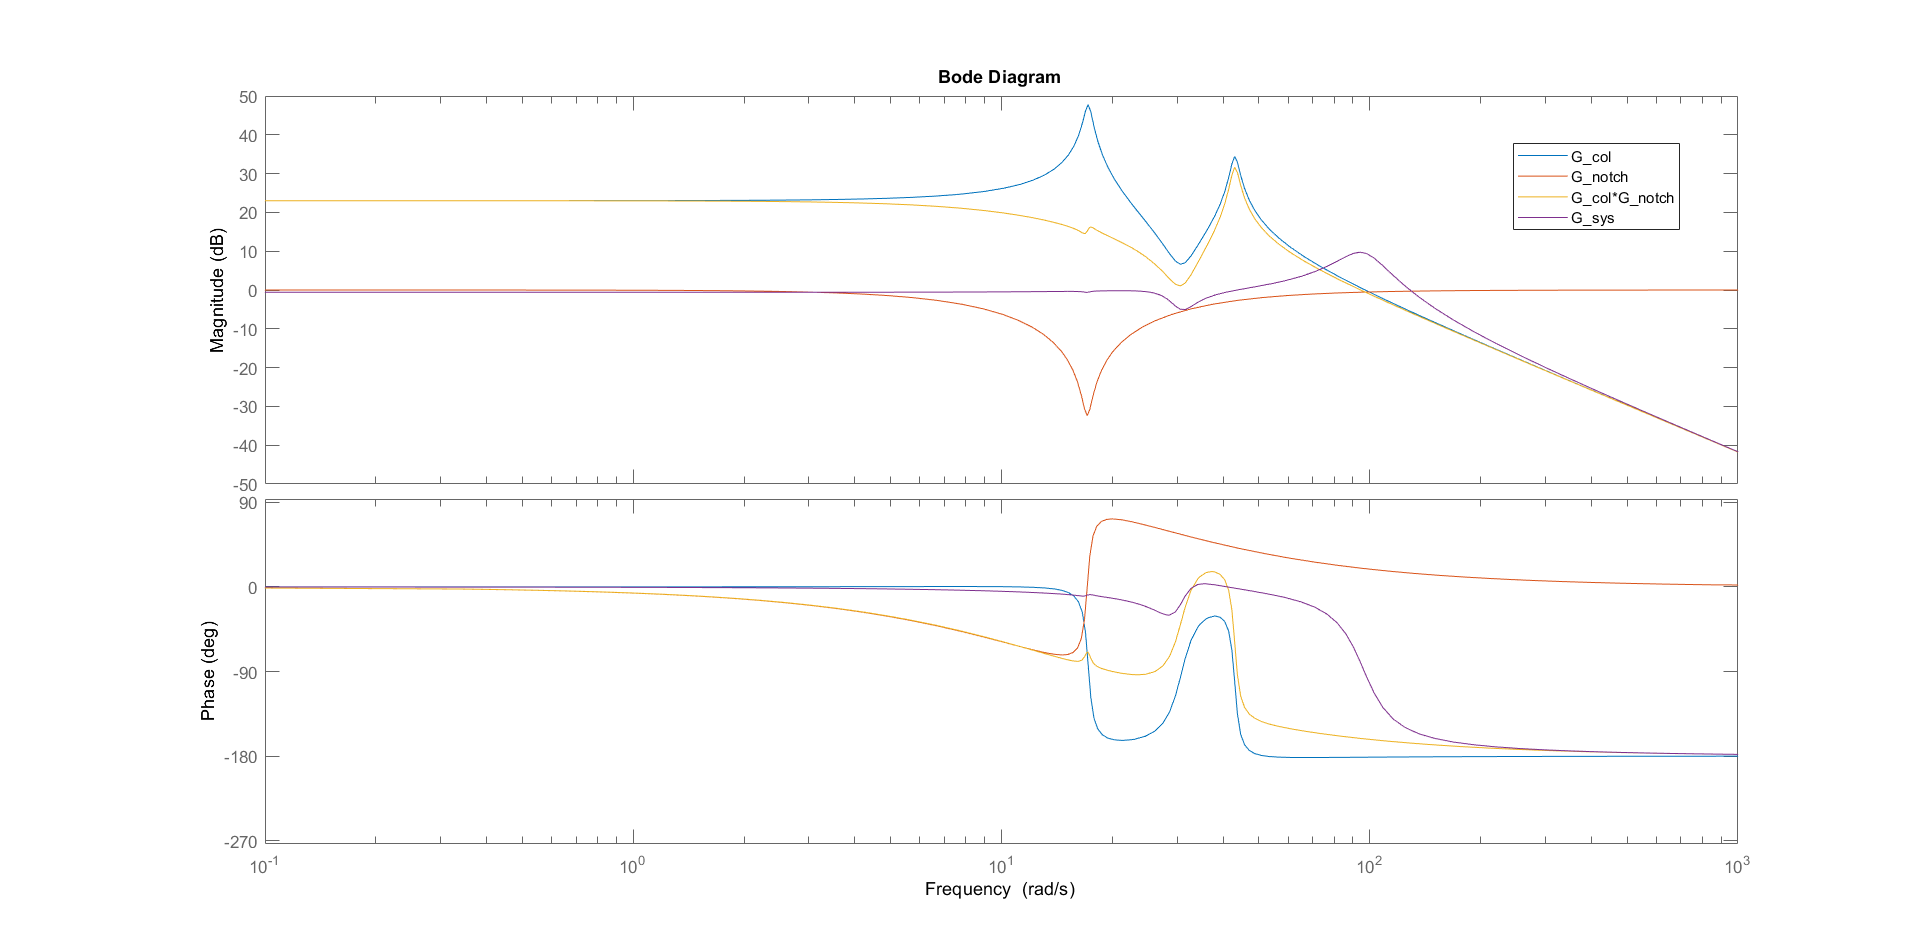 Bode Diagram
50
40
30
20
10
0
-10
-20
-30
-40
-50
Magnitude (dB)
G_col
G_notch
G_col*G_notch
G_sys
90
0
-90
-180
-270
Phase (deg)
10^-1 10^0 10^1 10^2 10^3
Frequency (rad/s)